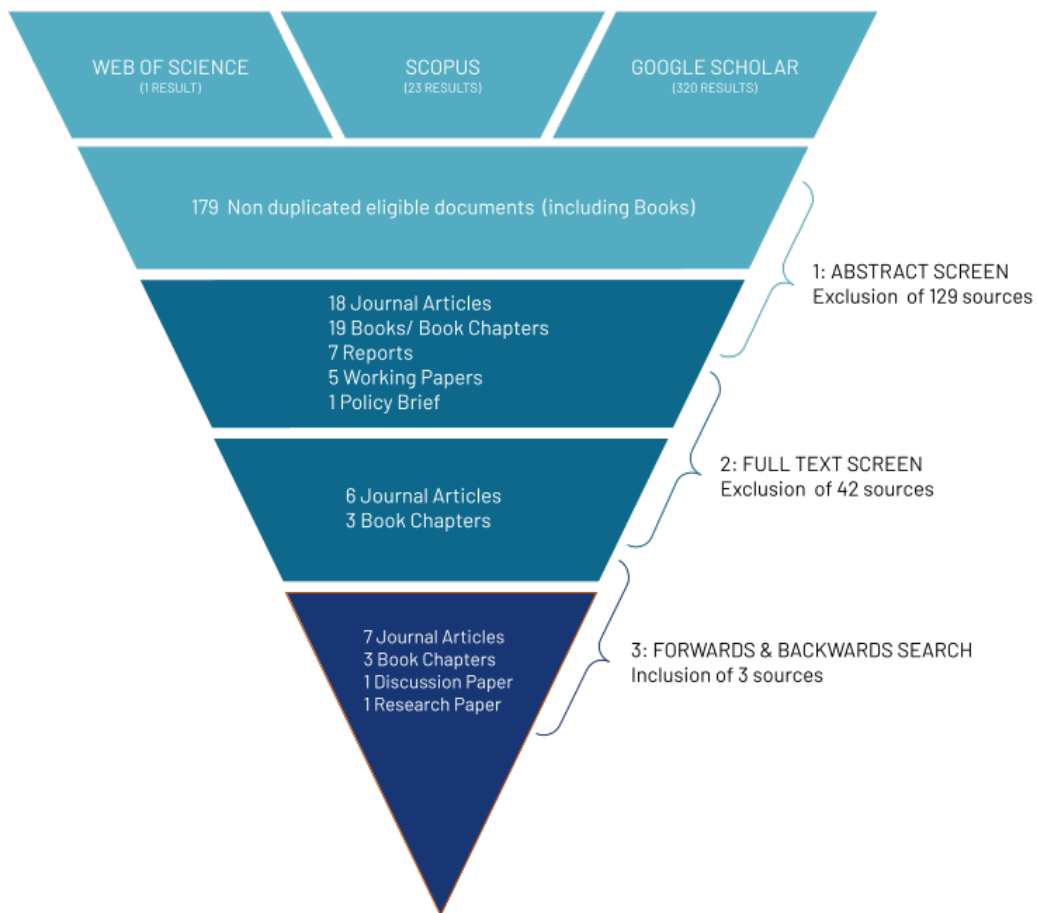 WEB OF SCIENCE
(1 RESULT)
SCOPUS
(23 RESULTS)
GOOGLE SCHOLAR
(320 RESULTS)
179 Non duplicated eligible documents (including Books)
1: ABSTRACT SCREEN
Exclusion of 129 sources
18 Journal Articles
19 Books/ Book Chapters
7 Reports
5 Working Papers
1 Policy Brief
2: FULL TEXT SCREEN
Exclusion of 42 sources
6 Journal Articles
3 Book Chapters
3: FORWARDS & BACKWARDS SEARCH
Inclusion of 3 sources
7 Journal Articles
3 Book Chapters
1 Discussion Paper
1 Research Paper